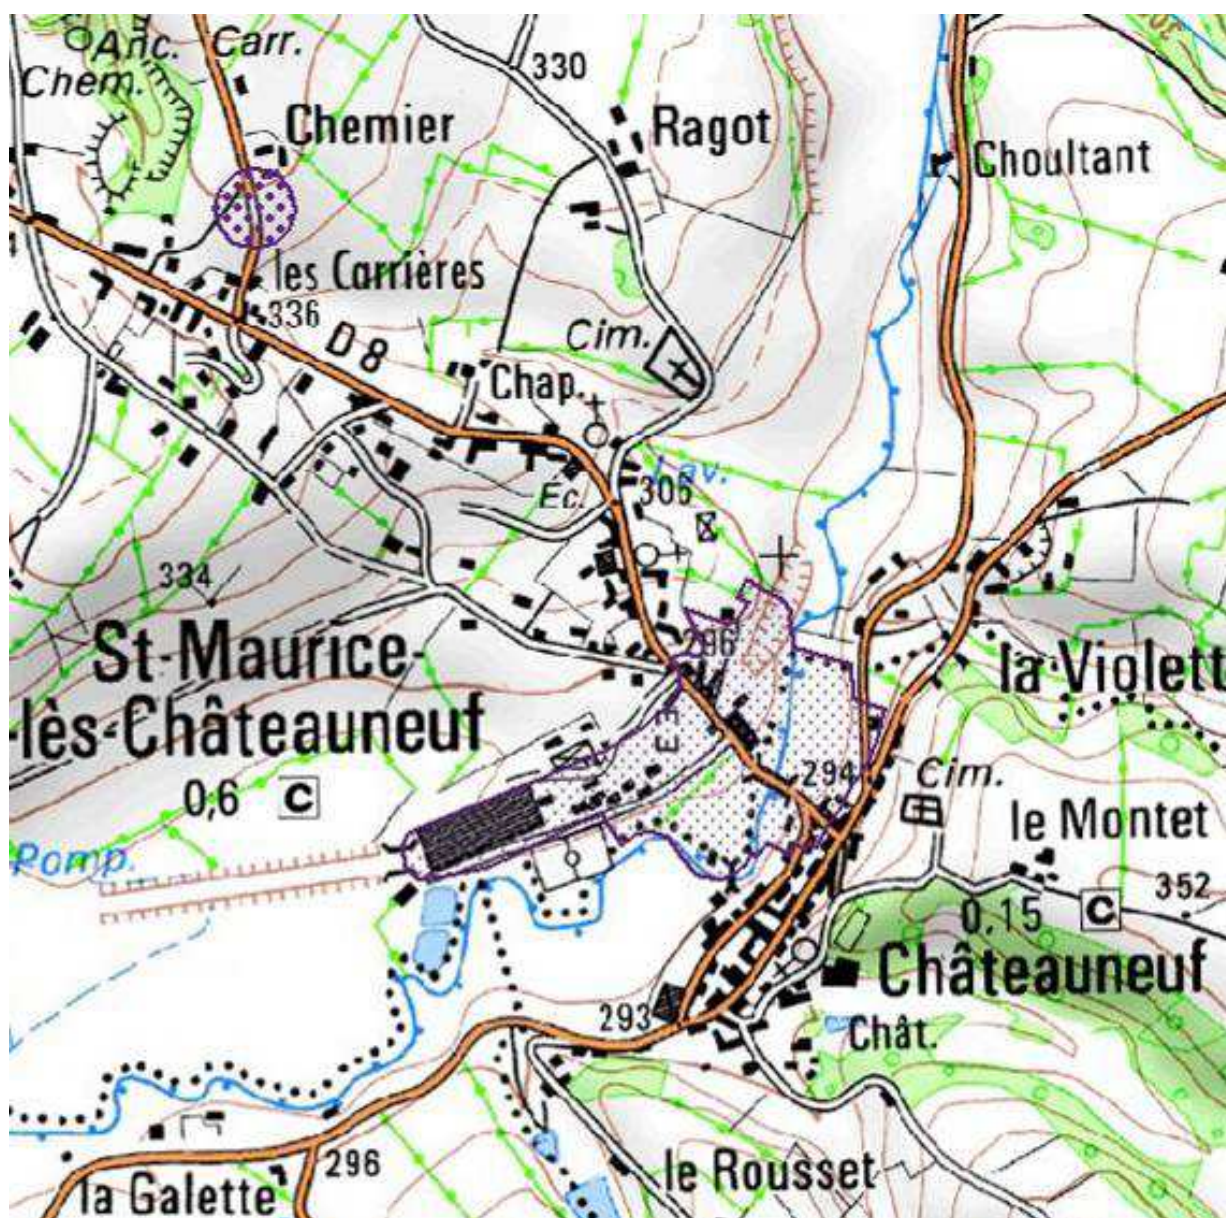 Anc. Carr.
Chem.
330
Chemier
Ragot
Choultant
les Carrières
336
D 8
Cim.
Chap.
Lav.
305
Éc.
334
296
St-Maurice-
-lès-Châteauneuf
la Violett
0,6 C
294
Cim.
le Montet
Pomp.
352
0.15 C
Châteauneuf
293
Chât.
296
le Rousset
la Galette